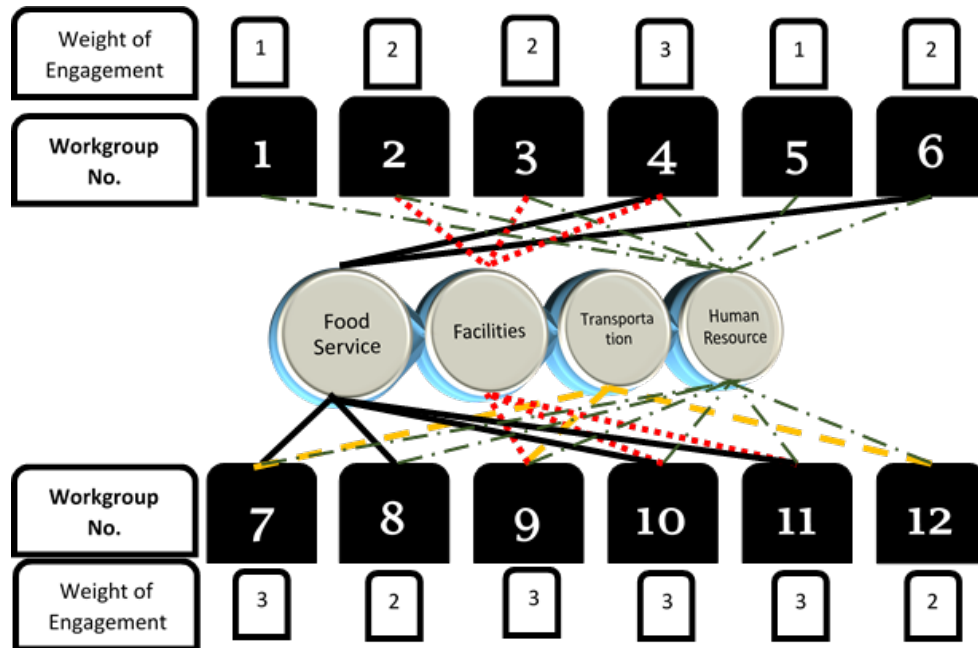 Weight of
Engagement
1
2
2
3
1
2
Workgroup
No.
1
2
3
4
5
6
Food
Service
Facilities
Transporta
tion
Human
Resource
Workgroup
No.
7
8
9
10
11
12
Weight of
Engagement
3
2
3
3
3
2